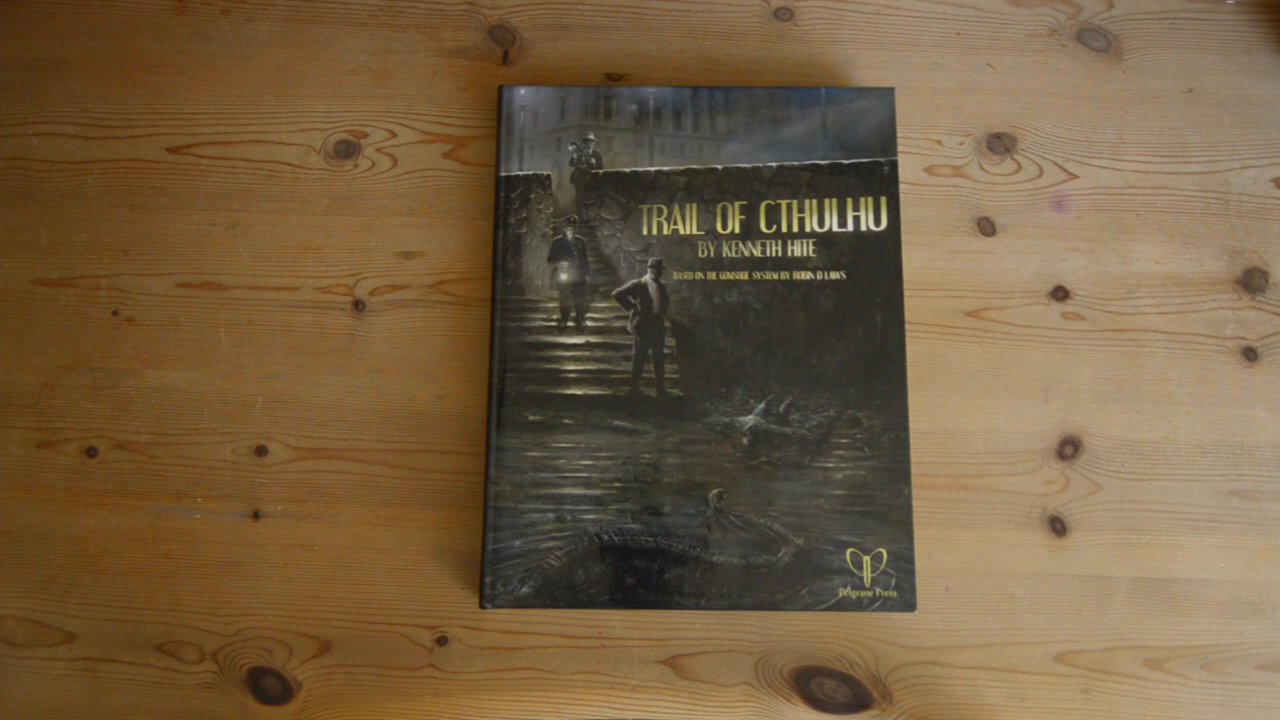 TRAIL OF CTHULHU
BY KENNETH HITE
BASED ON THE GUMSHOE SYSTEM BY ROBIN D LAWS
Pelgrane Press